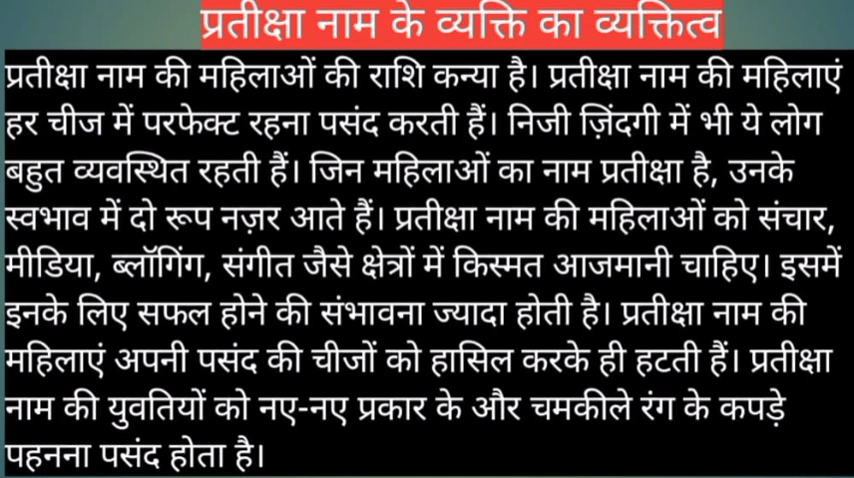 प्रतीक्षा नाम के व्यक्ति का व्यक्तित्व
प्रतीक्षा नाम की महिलाओं की राशि कन्या है। प्रतीक्षा नाम की महिलाएं
हर चीज में परफेक्ट रहना पसंद करती हैं। निजी ज़िंदगी में भी ये लोग
बहुत व्यवस्थित रहती हैं। जिन महिलाओं का नाम प्रतीक्षा है, उनके
स्वभाव में दो रूप नज़र आते हैं। प्रतीक्षा नाम की महिलाओं को संचार,
मीडिया, ब्लॉगिंग, संगीत जैसे क्षेत्रों में किस्मत आजमानी चाहिए। इसमें
इनके लिए सफल होने की संभावना ज्यादा होती है। प्रतीक्षा नाम की
महिलाएं अपनी पसंद की चीजों को हासिल करके ही हटती हैं। प्रतीक्षा
नाम की युवतियों को नए-नए प्रकार के और चमकीले रंग के कपड़े
पहनना पसंद होता है।